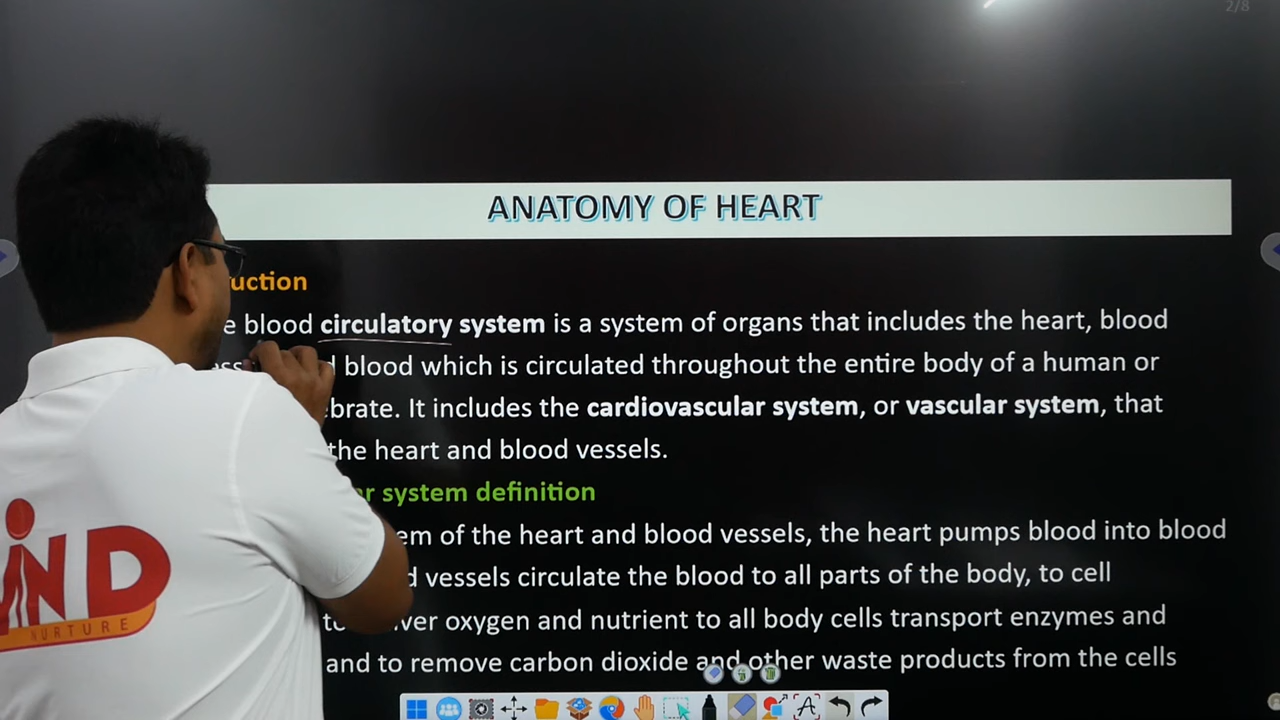 2/8
ANATOMY OF HEART
blood circulatory system is a system of organs that includes the heart, blood
blood which is circulated throughout the entire body of a human or
It includes the cardiovascular system, or vascular system, that
the heart and blood vessels.
system definition
of the heart and blood vessels, the heart pumps blood into blood
vessels circulate the blood to all parts of the body, to cell
to oxygen and nutrient to all body cells transport enzymes and
and to remove carbon dioxide and other waste products from the cells
NURTURE